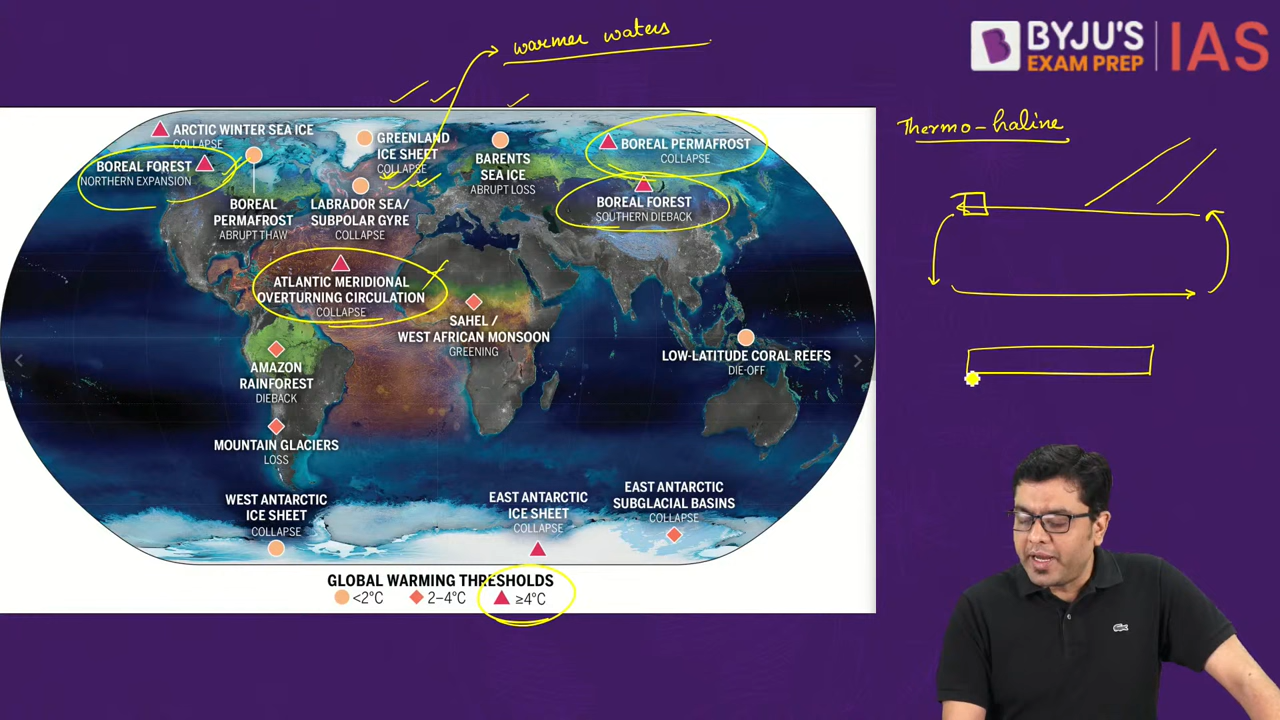 warmer waters
BYJU'S
EXAM PREP
IAS
Thermo-haline
ARCTIC WINTER SEA ICE
COLLAPSE
BOREAL FOREST
NORTHERN EXPANSION
BOREAL
PERMAFROST
ABRUPT THAW
GREENLAND
ICE SHEET
COLLAPSE
LABRADOR SEA/
SUBPOLAR GYRE
COLLAPSE
BARENTS
SEA ICE
ABRUPT LOSS
BOREAL PERMAFROST
COLLAPSE
BOREAL FOREST
SOUTHERN DIEBACK
ATLANTIC MERIDIONAL
OVERTURNING CIRCULATION
COLLAPSE
SAHEL /
WEST AFRICAN MONSOON
GREENING
LOW-LATITUDE CORAL REEFS
DIE-OFF
AMAZON
RAINFOREST
DIEBACK
MOUNTAIN GLACIERS
LOSS
WEST ANTARCTIC
ICE SHEET
COLLAPSE
EAST ANTARCTIC
ICE SHEET
COLLAPSE
EAST ANTARCTIC
SUBGLACIAL BASINS
COLLAPSE
GLOBAL WARMING THRESHOLDS
<2°C 2–4°C ≥4°C